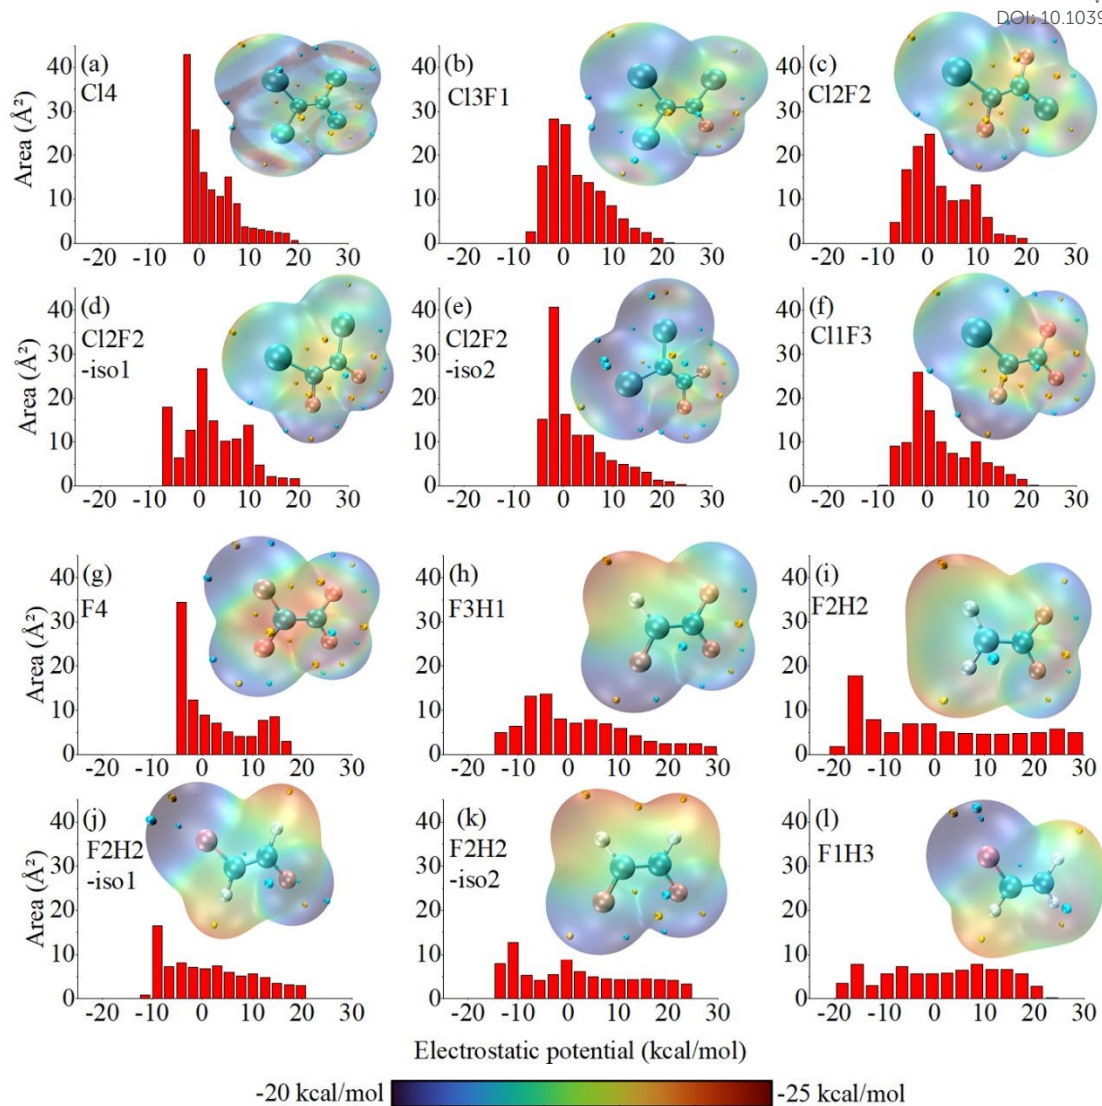 DOI: 10.1039
(a)
Cl4
(b)
Cl3F1
(c)
Cl2F2
Area (Å²)
40
30
20
10
0
40
30
20
10
0
40
30
20
10
0
-20 -10 0 10 20 30
-20 -10 0 10 20 30
-20 -10 0 10 20 30
(d)
Cl2F2
-iso1
(e)
Cl2F2
-iso2
(f)
Cl1F3
Area (Å²)
40
30
20
10
0
40
30
20
10
0
40
30
20
10
0
-20 -10 0 10 20 30
-20 -10 0 10 20 30
-20 -10 0 10 20 30
(g)
F4
(h)
F3H1
(i)
F2H2
Area (Å²)
40
30
20
10
0
40
30
20
10
0
40
30
20
10
0
-20 -10 0 10 20 30
-20 -10 0 10 20 30
-20 -10 0 10 20 30
(j)
F2H2
-iso1
(k)
F2H2
-iso2
(l)
F1H3
Area (Å²)
40
30
20
10
0
40
30
20
10
0
40
30
20
10
0
-20 -10 0 10 20 30
-20 -10 0 10 20 30
-20 -10 0 10 20 30
Electrostatic potential (kcal/mol)
-20 kcal/mol
-25 kcal/mol